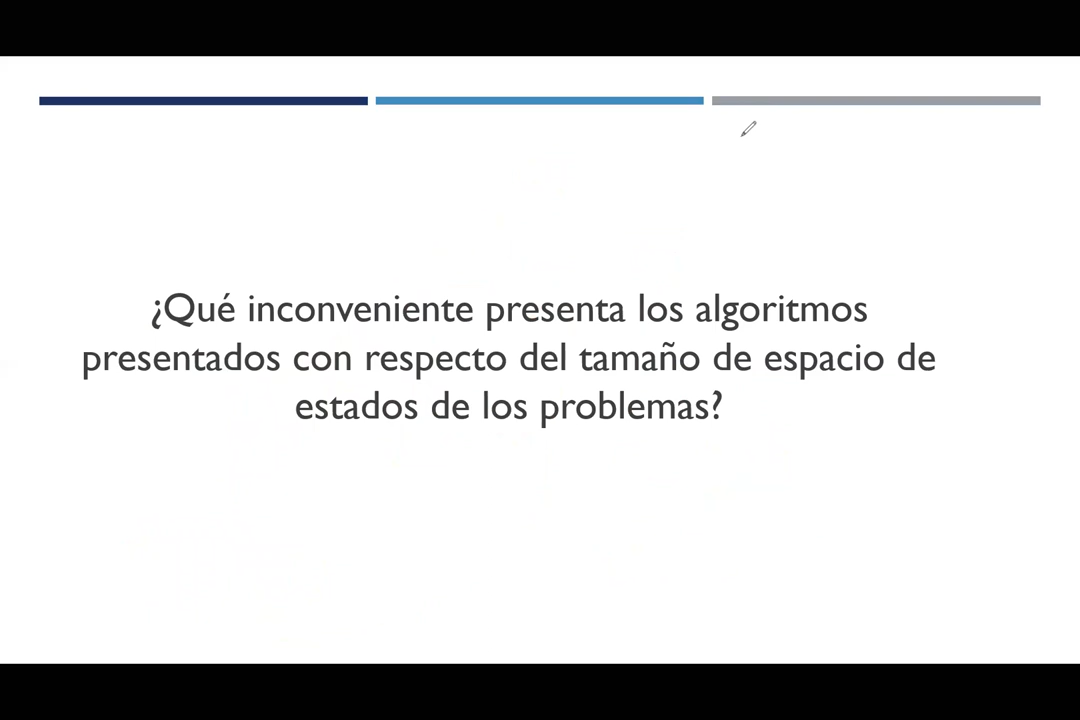 ¿Qué inconveniente presenta los algoritmos
presentados con respecto del tamaño de espacio de
estados de los problemas?